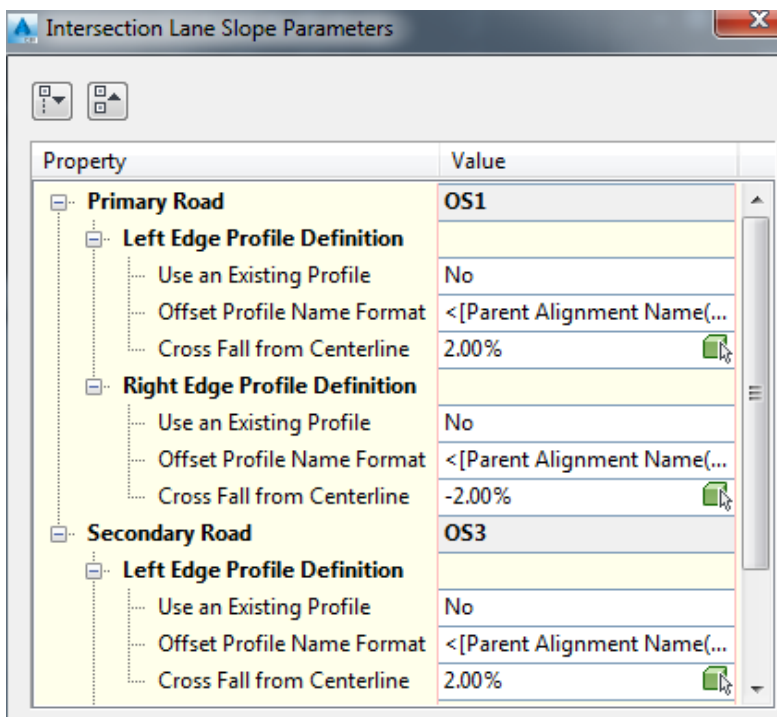 Intersection Lane Slope Parameters
Property Value
Primary Road OS1
Left Edge Profile Definition
Use an Existing Profile No
Offset Profile Name Format <[Parent Alignment Name(...
Cross Fall from Centerline 2.00%
Right Edge Profile Definition
Use an Existing Profile No
Offset Profile Name Format <[Parent Alignment Name(...
Cross Fall from Centerline -2.00%
Secondary Road OS3
Left Edge Profile Definition
Use an Existing Profile No
Offset Profile Name Format <[Parent Alignment Name(...
Cross Fall from Centerline 2.00%